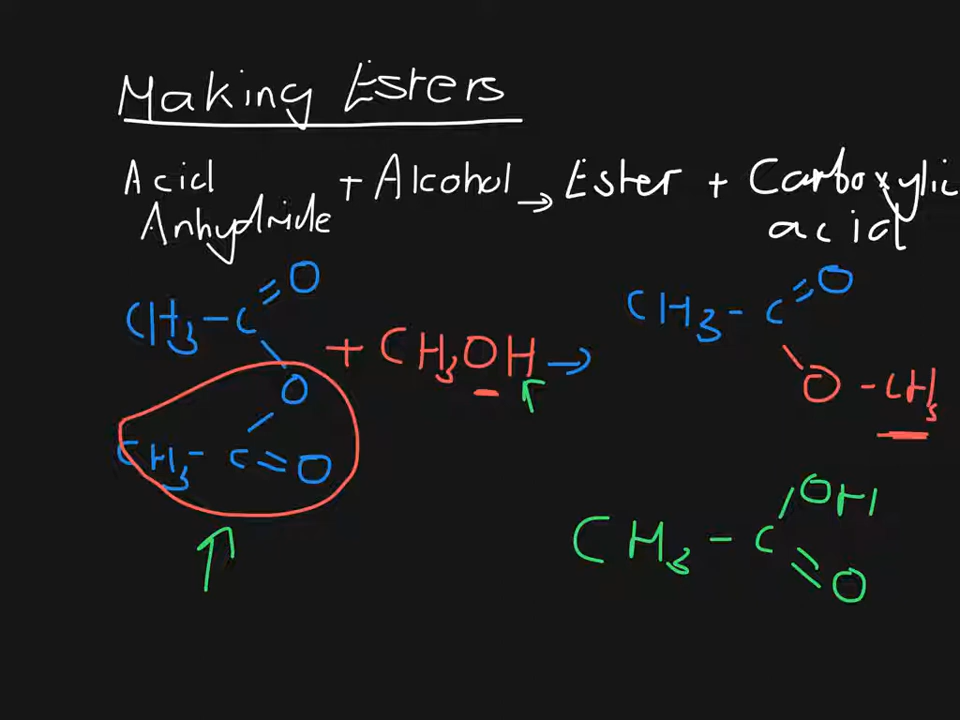 Making Esters
Acid Anhydride + Alcohol → Ester + Carboxylic acid
CH3-C=O
O
CH3-C=O
+ CH3OH →
CH3-C=O
O-CH3
CH3-C
OH
=O